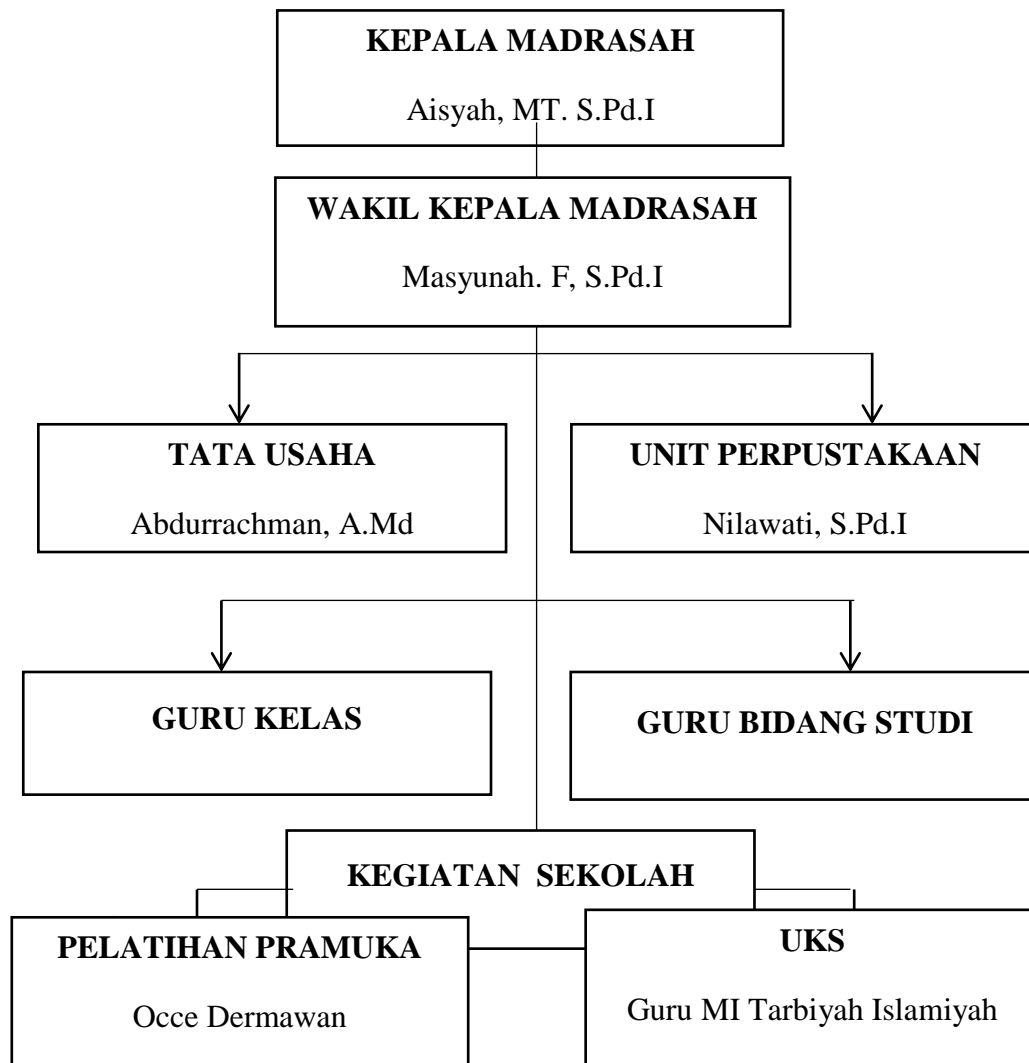 KEPALA MADRASAH
Aisyah, MT. S.Pd.I
WAKIL KEPALA MADRASAH
Masyunah. F, S.Pd.I
TATA USAHA
Abdurrachman, A.Md
UNIT PERPUSTAKAAN
Nilawati, S.Pd.I
GURU KELAS
GURU BIDANG STUDI
KEGIATAN SEKOLAH
PELATIHAN PRAMUKA
Occe Dermawan
UKS
Guru MI Tarbiyah Islamiyah